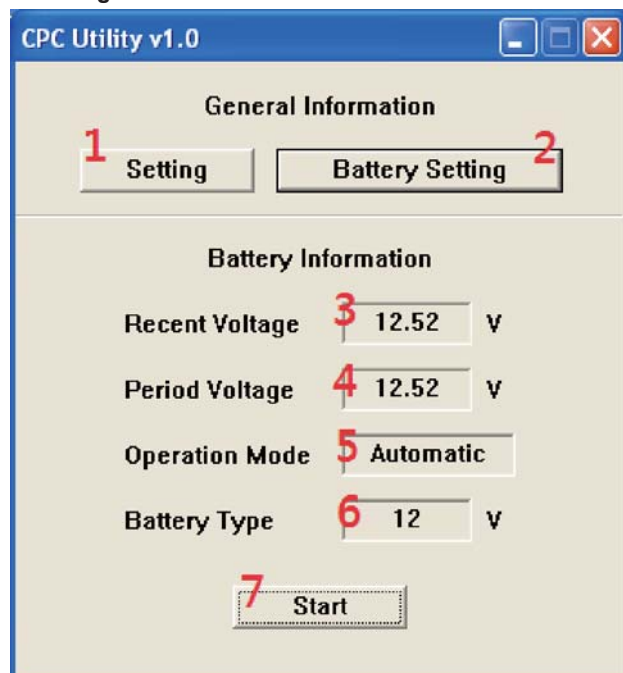 CPC Utility v1.0
General Information
1 Setting Battery Setting 2
Battery Information
Recent Voltage 3 12.52 V
Period Voltage 4 12.52 V
Operation Mode 5 Automatic
Battery Type 6 12 V
7 Start